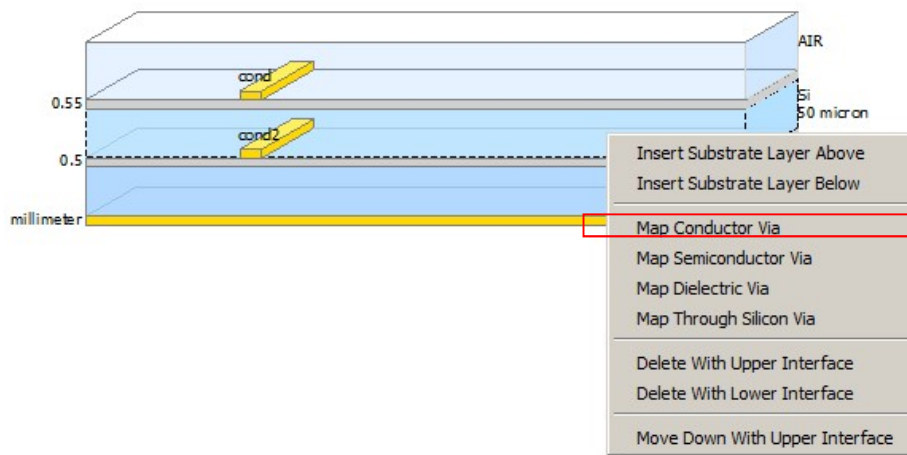 AIR
cond
0.55
Si
50 micron
cond2
0.5
millimeter
Insert Substrate Layer Above
Insert Substrate Layer Below
Map Conductor Via
Map Semiconductor Via
Map Dielectric Via
Map Through Silicon Via
Delete With Upper Interface
Delete With Lower Interface
Move Down With Upper Interface